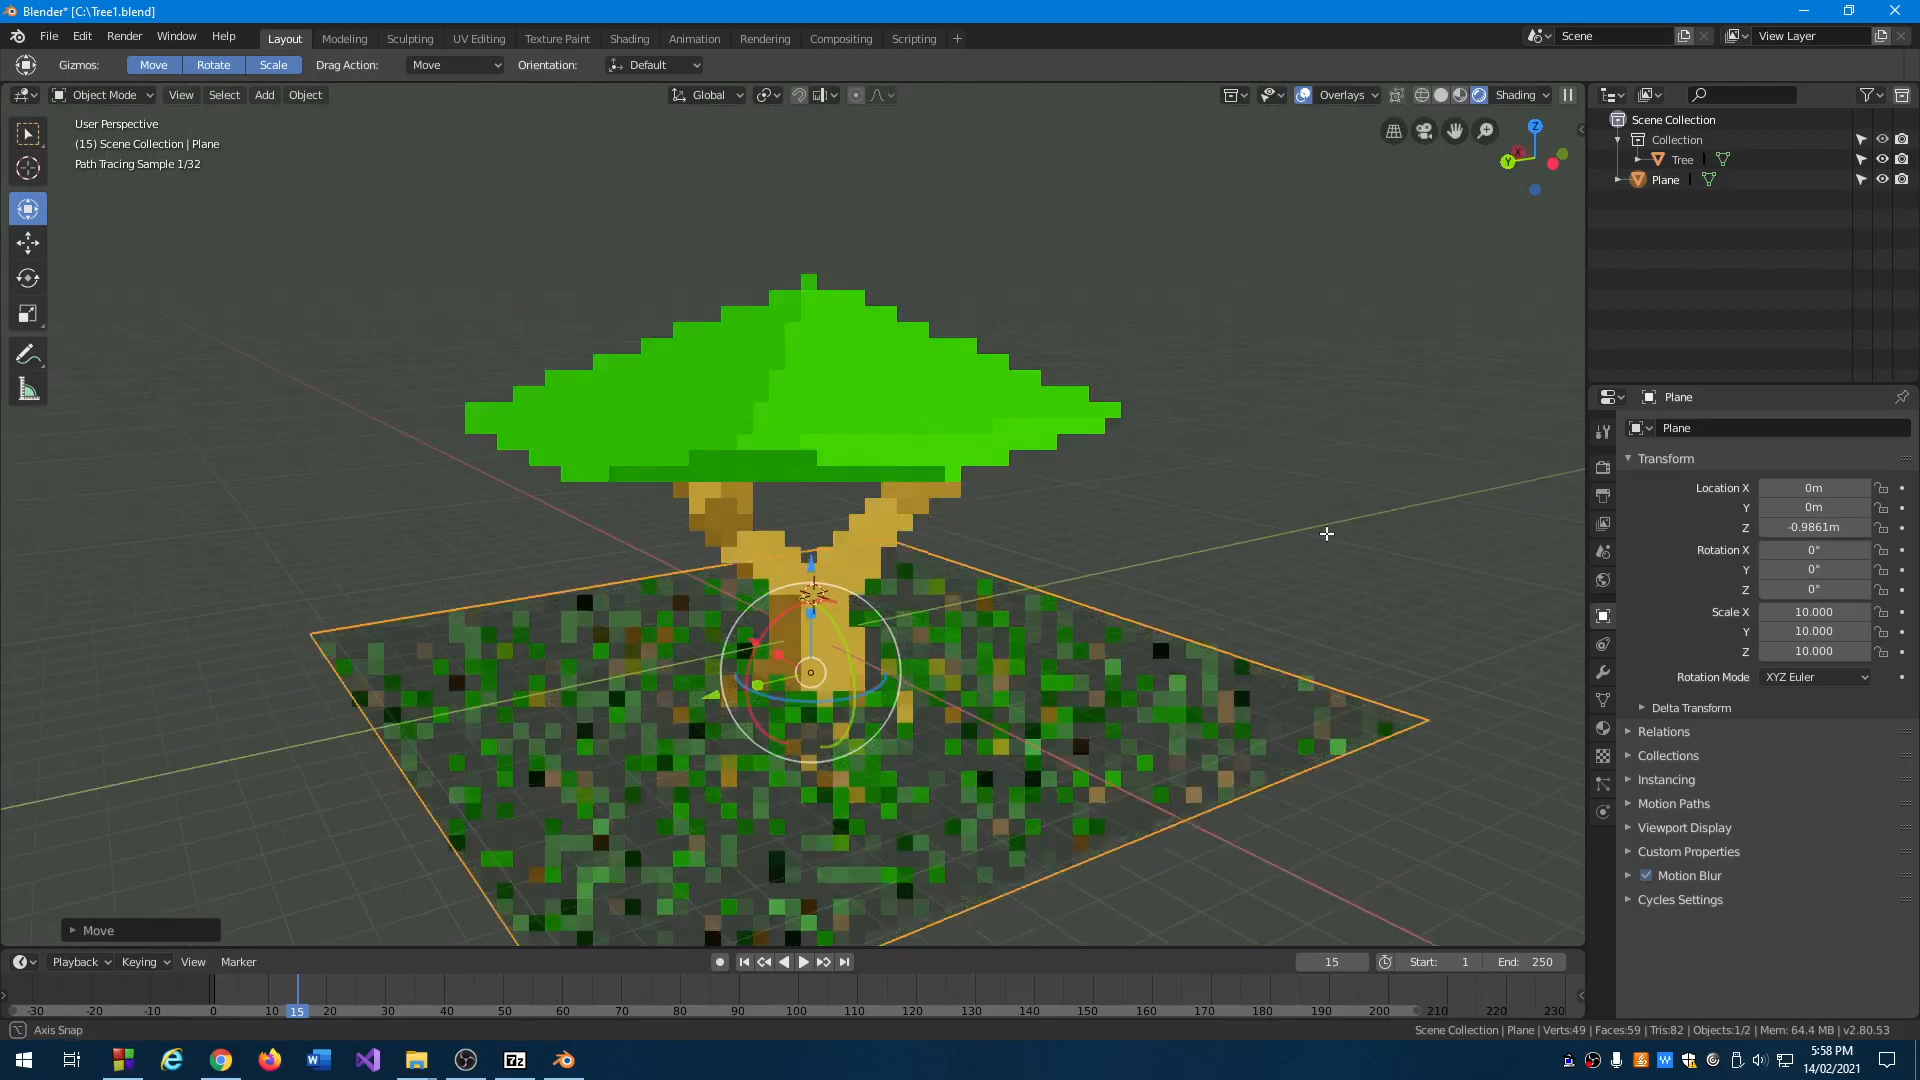 Blender* [C:\Tree1.blend]
File Edit Render Window Help Layout Modeling Sculpting UV Editing Texture Paint Shading Animation Rendering Compositing Scripting + Scene View Layer
Gizmos: Move Rotate Scale Drag Action: Move Orientation: Default
Object Mode View Select Add Object Global Overlays Shading
User Perspective
(15) Scene Collection | Plane
Path Tracing Sample 1/32
Z
X
Y
Scene Collection
Collection
Tree
Plane
Plane
Plane
Transform
Location X 0m
Y 0m
Z -0.9861m
Rotation X 0°
Y 0°
Z 0°
Scale X 10.000
Y 10.000
Z 10.000
Rotation Mode XYZ Euler
Delta Transform
Relations
Collections
Instancing
Motion Paths
Viewport Display
Custom Properties
Motion Blur
Cycles Settings
Move
Playback Keying View Marker 15 Start: 1 End: 250
-30 -20 -10 0 10 15 20 30 40 50 60 70 80 90 100 110 120 130 140 150 160 170 180 190 200 210 220 230
Axis Snap Scene Collection | Plane | Verts:49 | Faces:59 | Tris:82 | Objects:1/2 | Mem: 64.4 MB | v2.80.53
7z
5:58 PM
14/02/2021